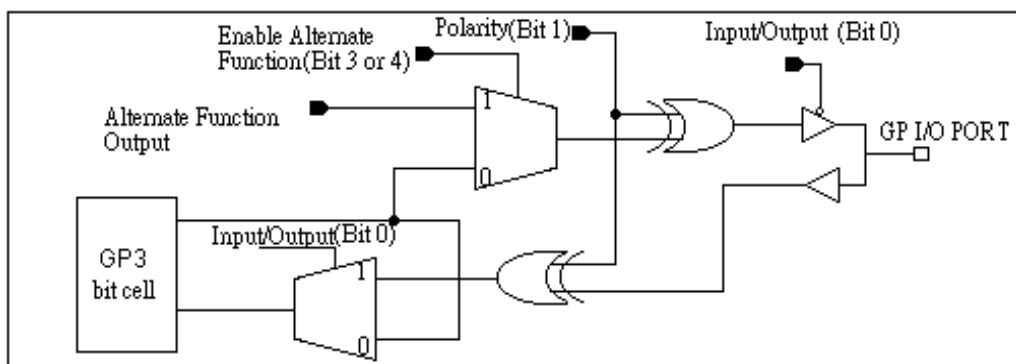 Enable Alternate
Function(Bit 3 or 4)
Polarity(Bit 1)
Input/Output (Bit 0)
Alternate Function
Output
1
0
GP I/O PORT
GP3
bit cell
Input/Output(Bit 0)
1
0